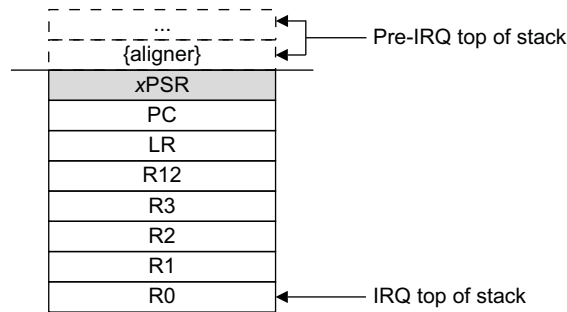 ...
Pre-IRQ top of stack
{aligner}
xPSR
PC
LR
R12
R3
R2
R1
R0
IRQ top of stack